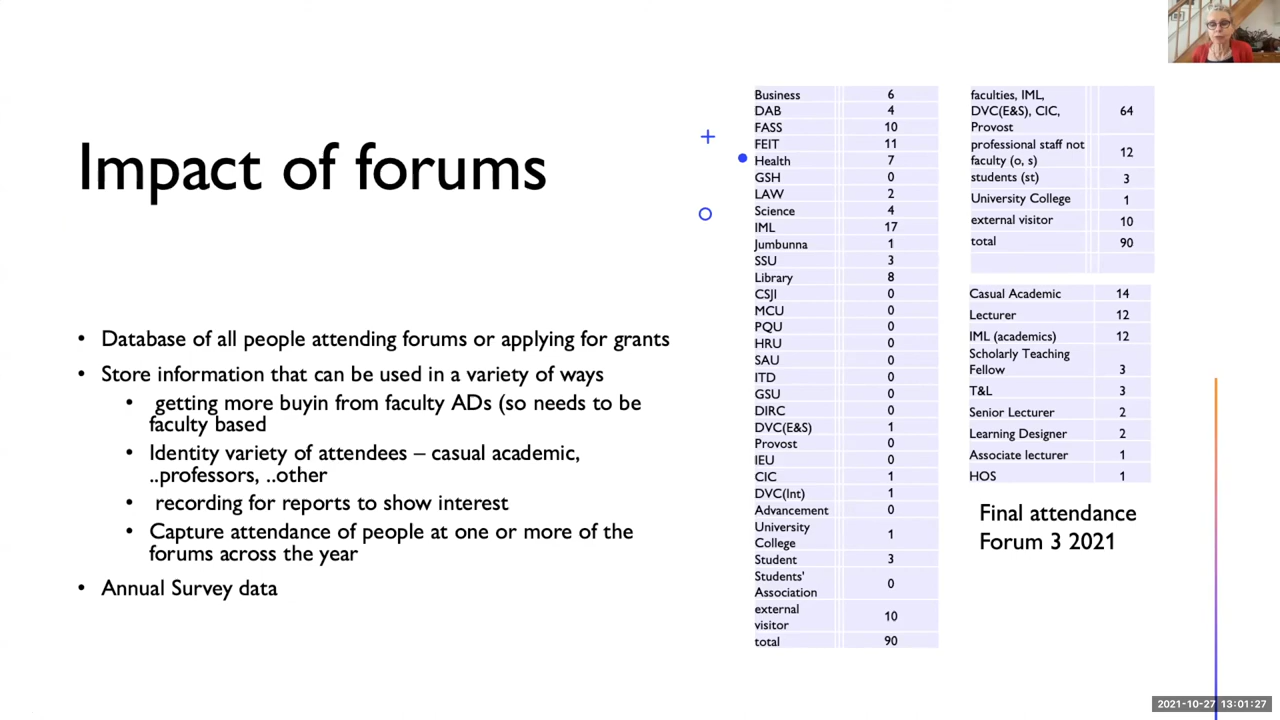 Impact of forums
• Database of all people attending forums or applying for grants
• Store information that can be used in a variety of ways
• getting more buyin from faculty ADs (so needs to be
faculty based
• Identity variety of attendees – casual academic,
..professors, ..other
• recording for reports to show interest
• Capture attendance of people at one or more of the
forums across the year
• Annual Survey data
Business 6
DAB 4
FASS 10
FEIT 11
Health 7
GSH 0
LAW 2
Science 4
IML 17
Jumbunna 1
SSU 3
Library 8
CSJI 0
MCU 0
PQU 0
HRU 0
SAU 0
ITD 0
GSU 0
DIRC 0
DVC(E&S) 1
Provost 0
IEU 0
CIC 1
DVC(Int) 1
Advancement 0
University
College 1
Student 3
Students'
Association 0
external
visitor 10
total 90
faculties, IML,
DVC(E&S), CIC, 64
Provost
professional staff not
faculty (o, s) 12
students (st) 3
University College 1
external visitor 10
total 90
Casual Academic 14
Lecturer 12
IML (academics) 12
Scholarly Teaching
Fellow 3
T&L 3
Senior Lecturer 2
Learning Designer 2
Associate lecturer 1
HOS 1
Final attendance
Forum 3 2021
2021-10-27 13:01:27